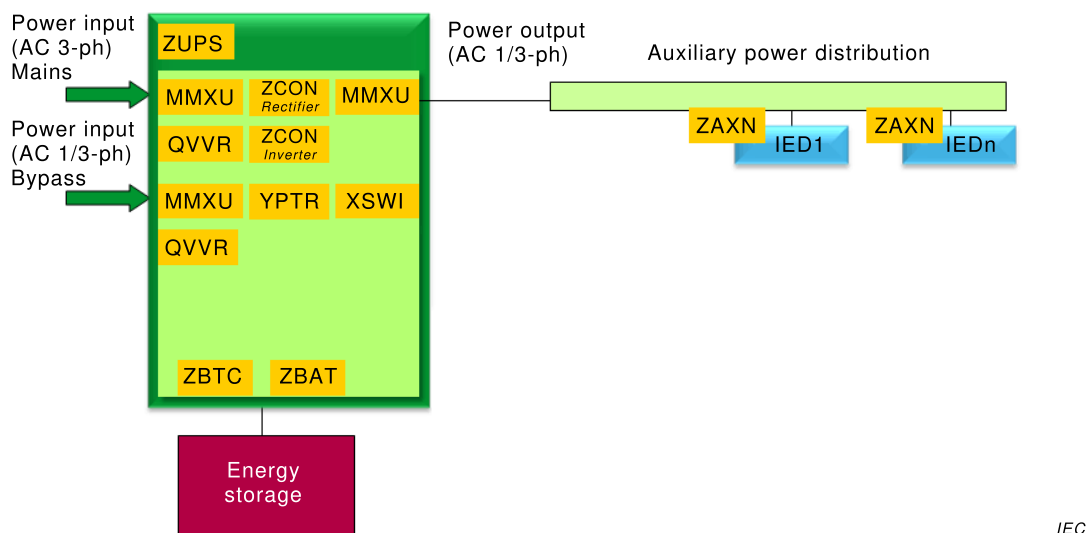 Power input
(AC 3-ph)
Mains
Power input
(AC 1/3-ph)
Bypass
ZUPS
MMXU
ZCON
Rectifier
MMXU
QVVR
ZCON
Inverter
MMXU
YPTR
XSWI
QVVR
ZBTC
ZBAT
Energy
storage
Power output
(AC 1/3-ph)
Auxiliary power distribution
ZAXN
IED1
ZAXN
IEDn
IEC